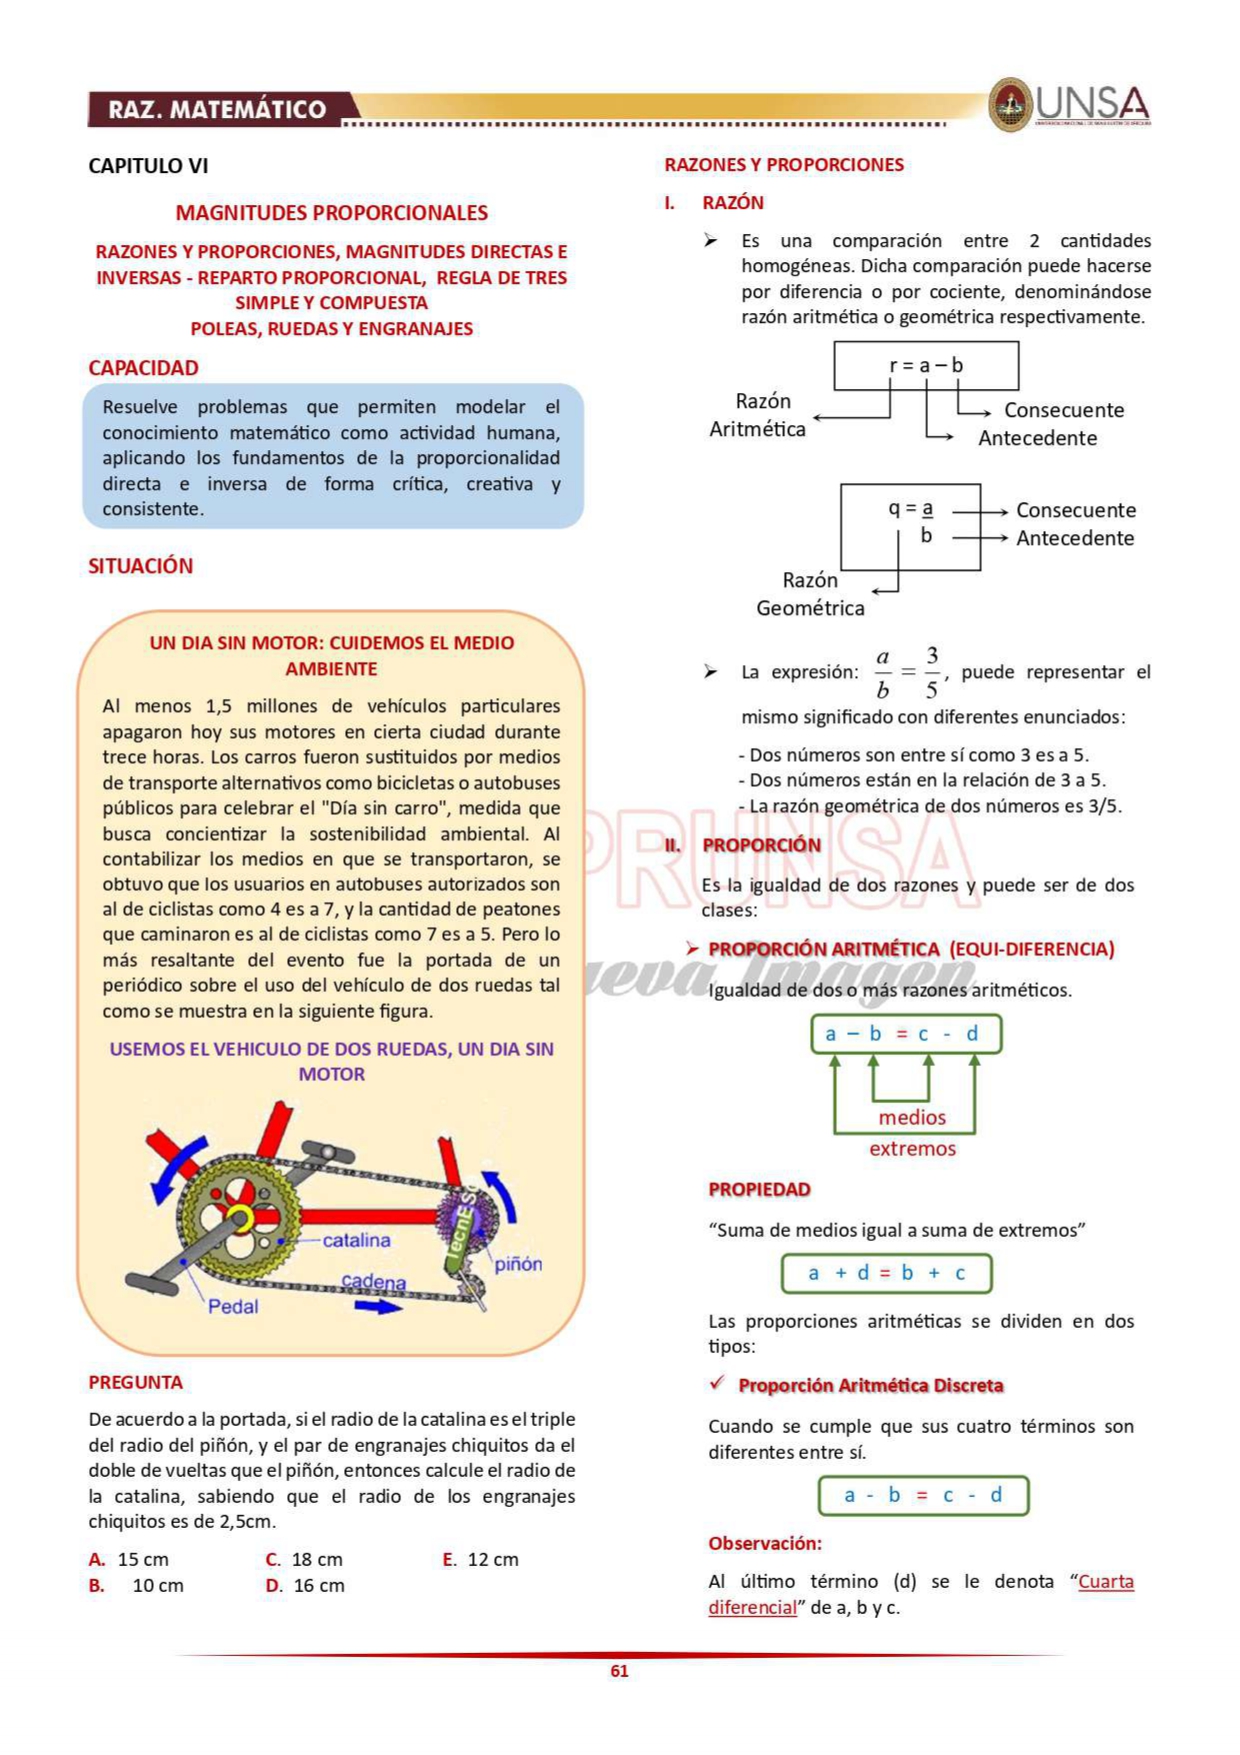 RAZ. MATEMÁTICO
UNSA
CAPITULO VI
MAGNITUDES PROPORCIONALES
RAZONES Y PROPORCIONES, MAGNITUDES DIRECTAS E
INVERSAS - REPARTO PROPORCIONAL, REGLA DE TRES
SIMPLE Y COMPUESTA
POLEAS, RUEDAS Y ENGRANAJES
CAPACIDAD
Resuelve problemas que permiten modelar el
conocimiento matemático como actividad humana,
aplicando los fundamentos de la proporcionalidad
directa e inversa de forma crítica, creativa y
consistente.
SITUACIÓN
UN DIA SIN MOTOR: CUIDEMOS EL MEDIO
AMBIENTE
Al menos 1,5 millones de vehículos particulares
apagaron hoy sus motores en cierta ciudad durante
trece horas. Los carros fueron sustituidos por medios
de transporte alternativos como bicicletas o autobuses
públicos para celebrar el "Día sin carro", medida que
busca concientizar la sostenibilidad ambiental. Al
contabilizar los medios en que se transportaron, se
obtuvo que los usuarios en autobuses autorizados son
al de ciclistas como 4 es a 7, y la cantidad de peatones
que caminaron es al de ciclistas como 7 es a 5. Pero lo
más resaltante del evento fue la portada de un
periódico sobre el uso del vehículo de dos ruedas tal
como se muestra en la siguiente figura.
USEMOS EL VEHICULO DE DOS RUEDAS, UN DIA SIN
MOTOR
catalina
piñón
cadena
Pedal
PREGUNTA
De acuerdo a la portada, si el radio de la catalina es el triple
del radio del piñón, y el par de engranajes chiquitos da el
doble de vueltas que el piñón, entonces calcule el radio de
la catalina, sabiendo que el radio de los engranajes
chiquitos es de 2,5cm.
A. 15 cm C. 18 cm E. 12 cm
B. 10 cm D. 16 cm
RAZONES Y PROPORCIONES
I. RAZÓN
➢ Es una comparación entre 2 cantidades
homogéneas. Dicha comparación puede hacerse
por diferencia o por cociente, denominándose
razón aritmética o geométrica respectivamente.
r = a – b
Razón
Aritmética
Consecuente
Antecedente
q = a
b
Consecuente
Antecedente
Razón
Geométrica
➢ La expresión: a/b = 3/5, puede representar el
mismo significado con diferentes enunciados:
- Dos números son entre sí como 3 es a 5.
- Dos números están en la relación de 3 a 5.
- La razón geométrica de dos números es 3/5.
II. PROPORCIÓN
Es la igualdad de dos razones y puede ser de dos
clases:
➢ PROPORCIÓN ARITMÉTICA (EQUI-DIFERENCIA)
Igualdad de dos o más razones aritméticos.
a – b = c - d
medios
extremos
PROPIEDAD
“Suma de medios igual a suma de extremos”
a + d = b + c
Las proporciones aritméticas se dividen en dos
tipos:
✓ Proporción Aritmética Discreta
Cuando se cumple que sus cuatro términos son
diferentes entre sí.
a - b = c - d
Observación:
Al último término (d) se le denota “Cuarta
diferencial” de a, b y c.
61